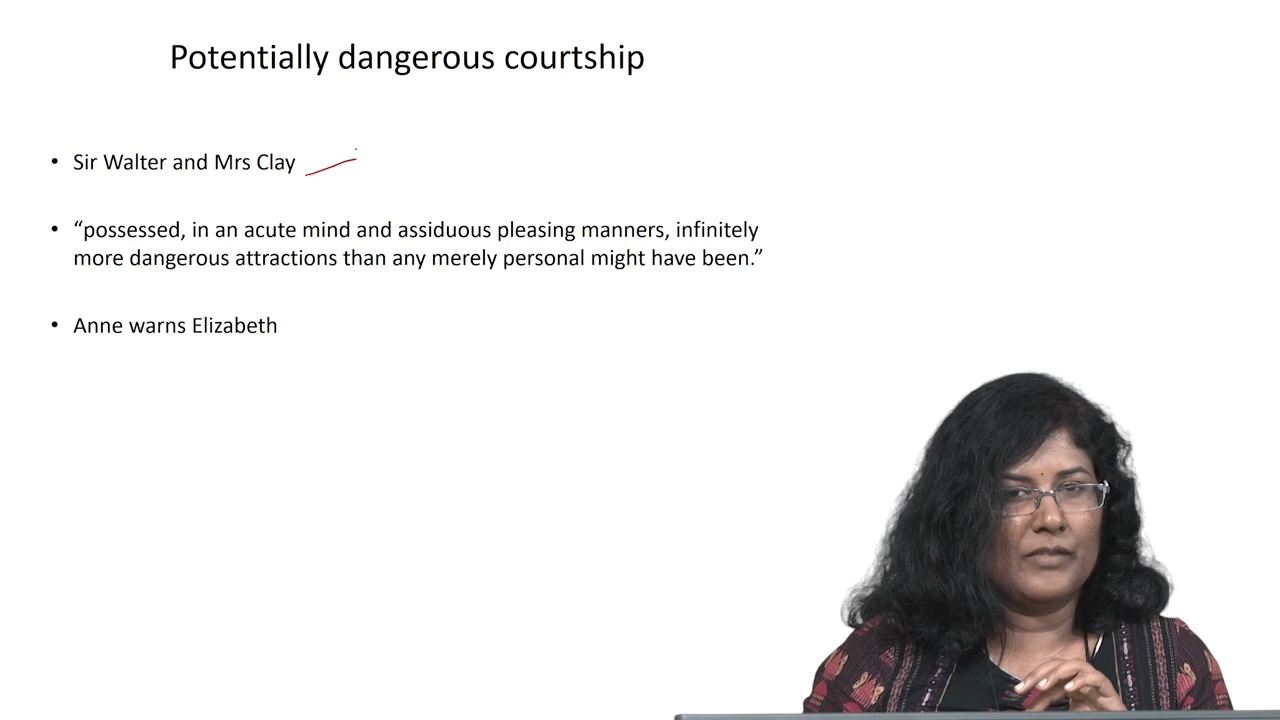 Potentially dangerous courtship
• Sir Walter and Mrs Clay
• “possessed, in an acute mind and assiduous pleasing manners, infinitely
more dangerous attractions than any merely personal might have been.”
• Anne warns Elizabeth